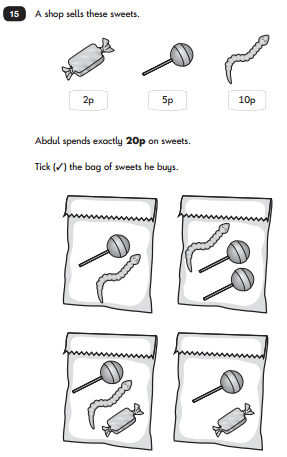 15 A shop sells these sweets.
2p 5p 10p
Abdul spends exactly 20p on sweets.
Tick (✓) the bag of sweets he buys.